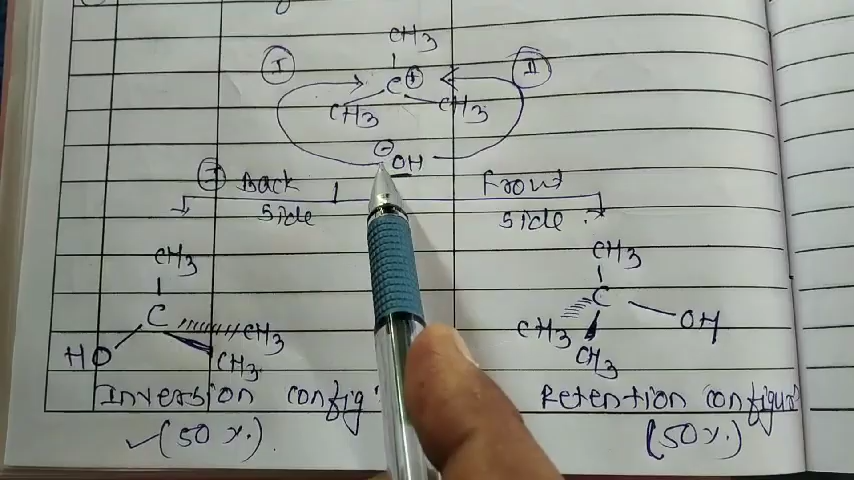 CH3
I
II
C⊕
CH3
CH3
⊖
OH
I Back
Front
Side
Side
CH3
CH3
C
C
CH3
CH3
OH
HO
CH3
CH3
Inversion config
Retention configu
✓(50 %).
(50%.)